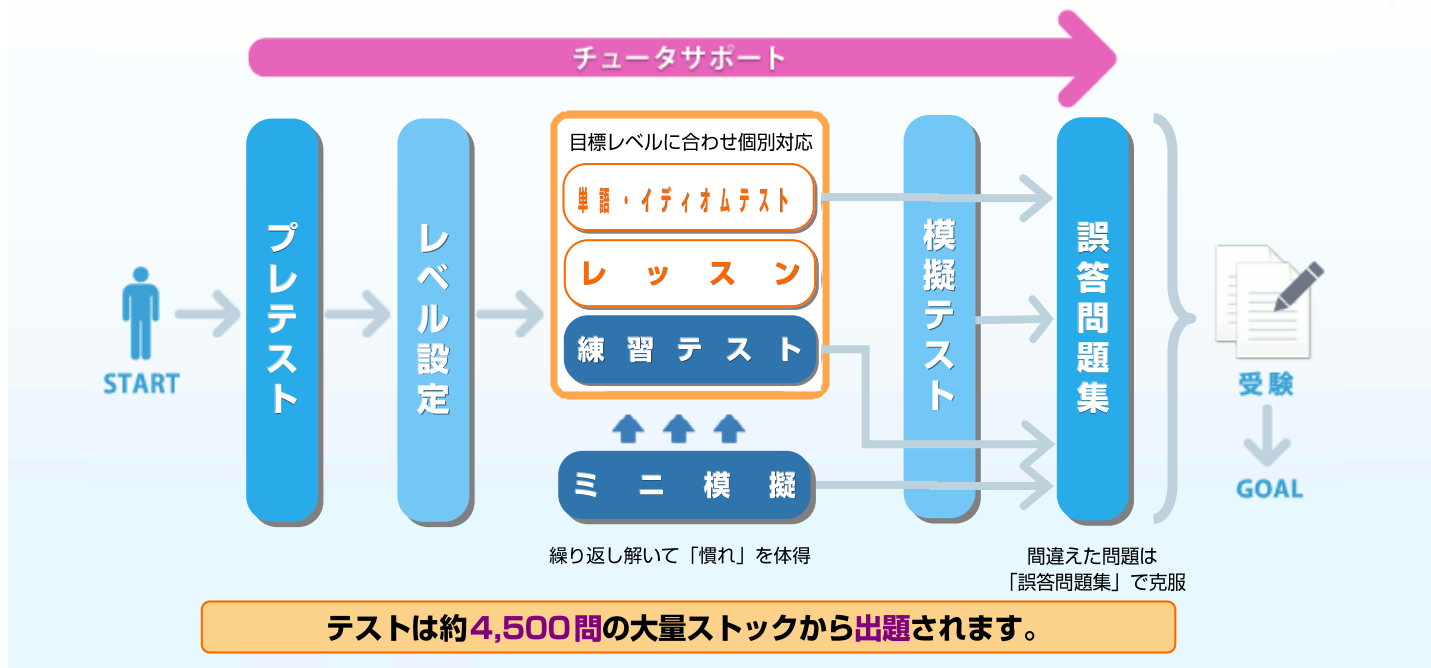 チュータサポート
START
プレテスト
レベル設定
目標レベルに合わせ個別対応
単語・イディオムテスト
レッスン
練習テスト
ミニ模擬
繰り返し解いて「慣れ」を体得
模擬テスト
誤答問題集
間違えた問題は
「誤答問題集」で克服
受験
GOAL
テストは約4,500問の大量ストックから出題されます。